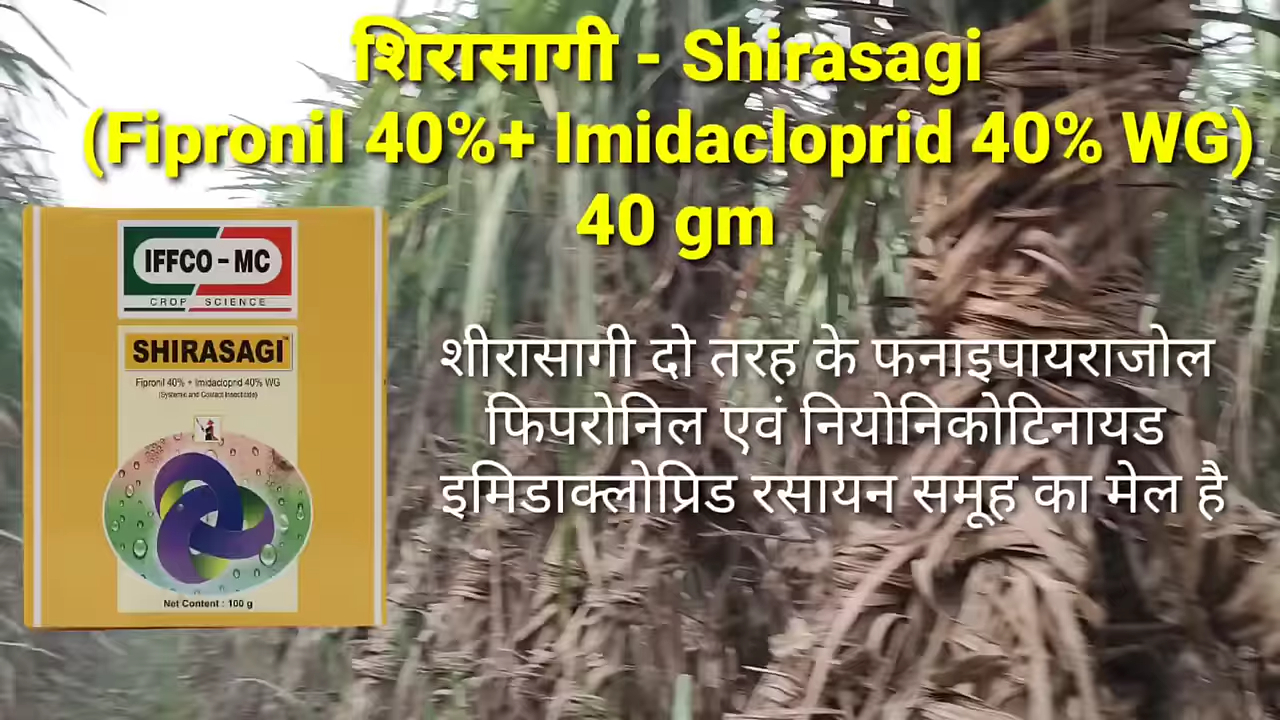 शिरासागी - Shirasagi
(Fipronil 40%+ Imidacloprid 40% WG)
40 gm
IFFCO - MC
CROP SCIENCE
SHIRASAGI™
Fipronil 40% + Imidacloprid 40% WG
(Systemic and Contact Insecticide)
Net Content : 100 g
शीरासागी दो तरह के फनाइपायराजोल
फिपरोनिल एवं नियोनिकोटिनायड
इमिडाक्लोप्रिड रसायन समूह का मेल है